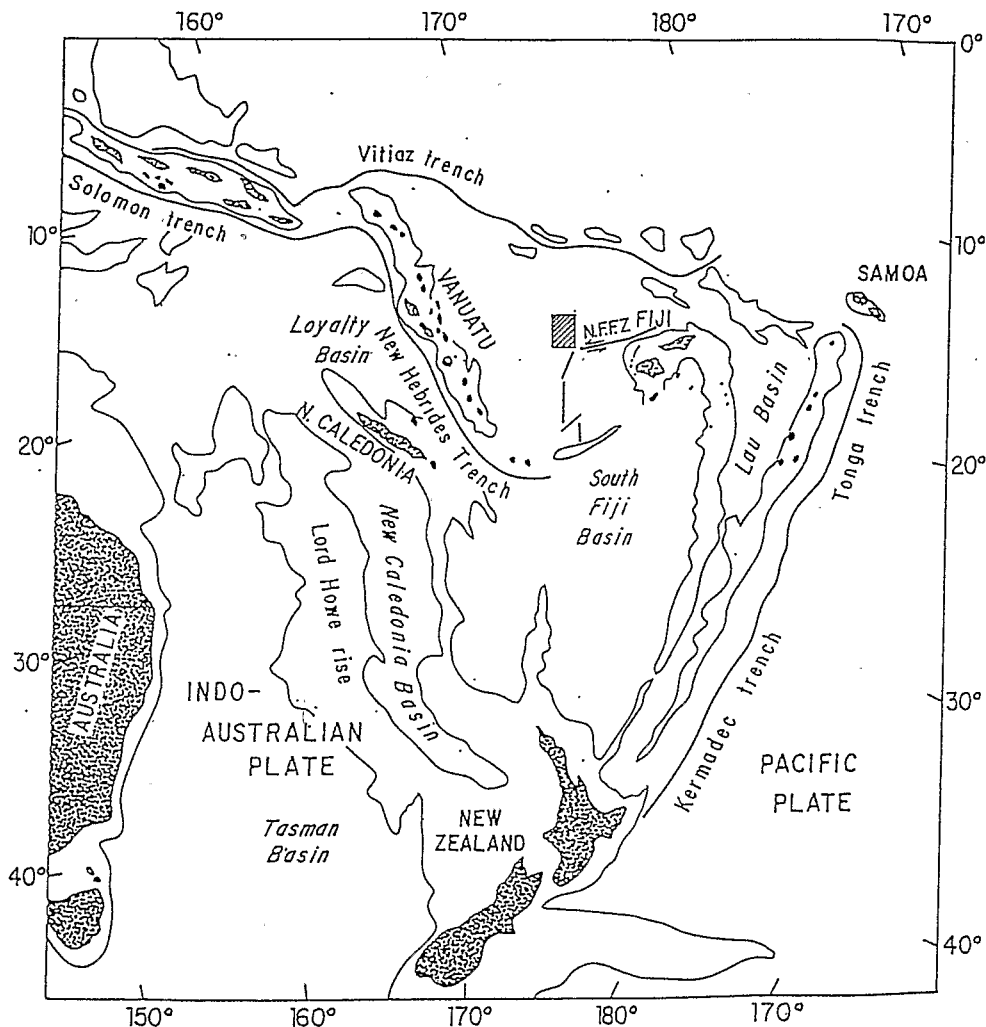 160°
170°
180°
170°
0°
Vitiaz trench
Solomon trench
10°
10°
SAMOA
VANUATU
N.F.F.Z
FIJI
Loyalty
Basin
New Hebrides Trench
Lau Basin
Tonga trench
N. CALEDONIA
20°
20°
South
Fiji
Basin
New Caledonia Basin
Lord Howe rise
AUSTRALIA
30°
30°
INDO-
AUSTRALIAN
PLATE
Kermadec trench
PACIFIC
PLATE
Tasman
Basin
NEW
ZEALAND
40°
40°
150°
160°
170°
180°
170°